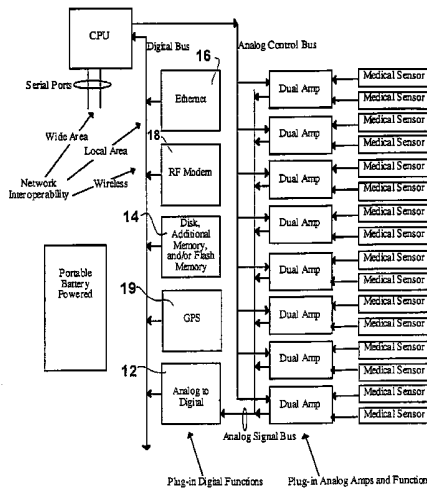 CPU
Digital Bus
16
Analog Control Bus
Serial Ports
Ethernet
Dual Amp
Medical Sensor
Medical Sensor
Wide Area
Local Area
Network
Interoperability
Wireless
18
RF Modem
Dual Amp
Medical Sensor
Medical Sensor
Dual Amp
Medical Sensor
Medical Sensor
14
Disk,
Additional
Memory,
and/or Flash
Memory
Dual Amp
Medical Sensor
Medical Sensor
Portable
Battery
Powered
19
GPS
Dual Amp
Medical Sensor
Medical Sensor
Dual Amp
Medical Sensor
Medical Sensor
12
Analog to
Digital
Dual Amp
Medical Sensor
Medical Sensor
Dual Amp
Medical Sensor
Medical Sensor
Analog Signal Bus
Plug-in Digital Functions
Plug-in Analog Amps and Function